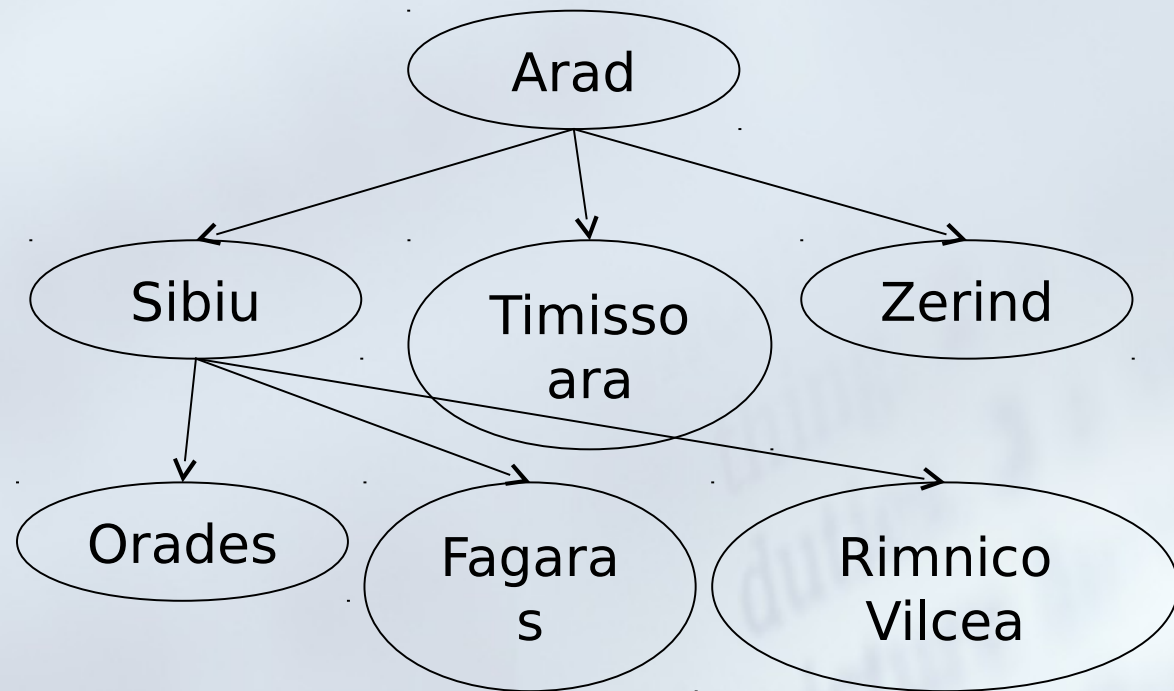 Arad
Sibiu
Timisso
ara
Zerind
Orades
Fagara
s
Rimnico
Vilcea